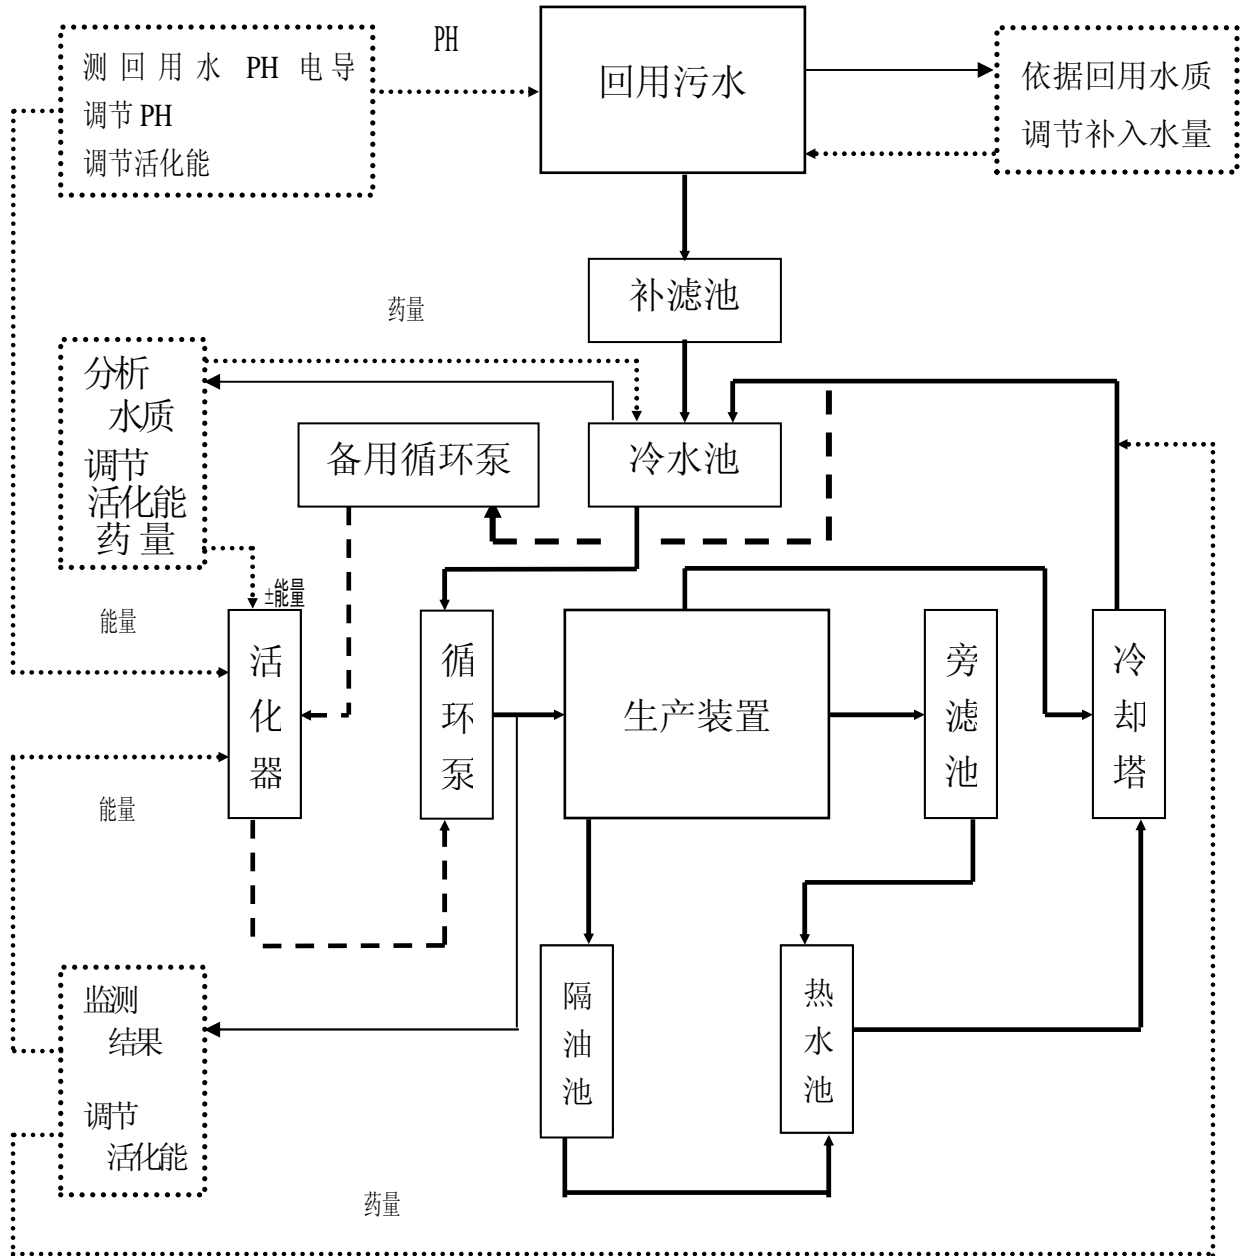 PH
测回用水 PH 电导
调节 PH
调节活化能
回用污水
依据回用水质
调节补入水量
药量
补滤池
分析
水质
调节
活化能
药量
备用循环泵
冷水池
±能量
能量
活化器
循环泵
生产装置
旁滤池
冷却塔
能量
监测
结果
调节
活化能
隔油池
热水池
药量